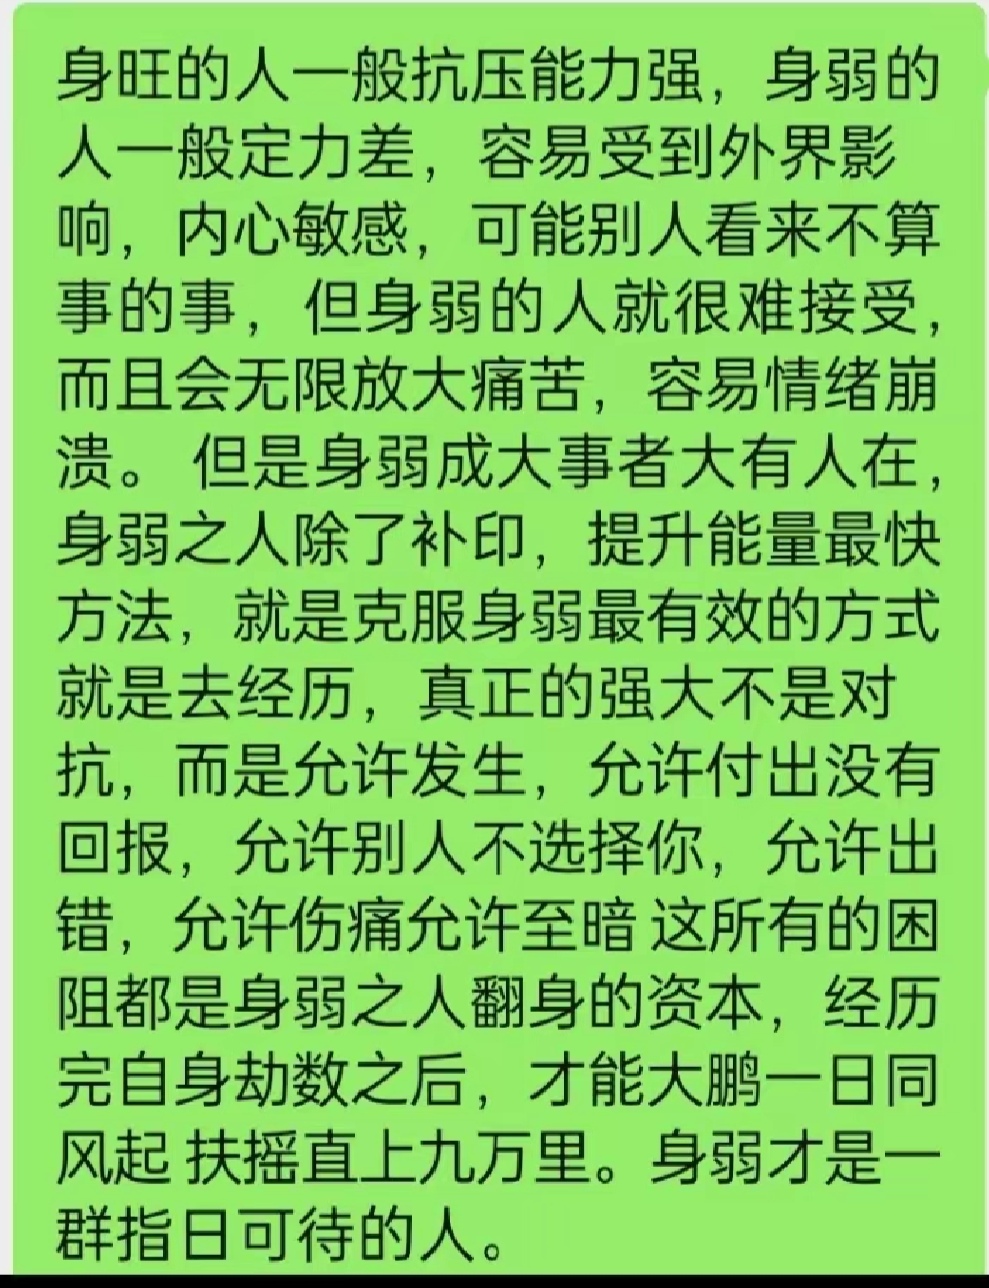 身旺的人一般抗压能力强，身弱的
人一般定力差，容易受到外界影
响，内心敏感，可能别人看来不算
事的事，但身弱的人就很难接受，
而且会无限放大痛苦，容易情绪崩
溃。 但是身弱成大事者大有人在，
身弱之人除了补印，提升能量最快
方法，就是克服身弱最有效的方式
就是去经历，真正的强大不是对
抗，而是允许发生，允许付出没有
回报，允许别人不选择你，允许出
错，允许伤痛允许至暗 这所有的困
阻都是身弱之人翻身的资本，经历
完自身劫数之后，才能大鹏一日同
风起 扶摇直上九万里。身弱才是一
群指日可待的人。